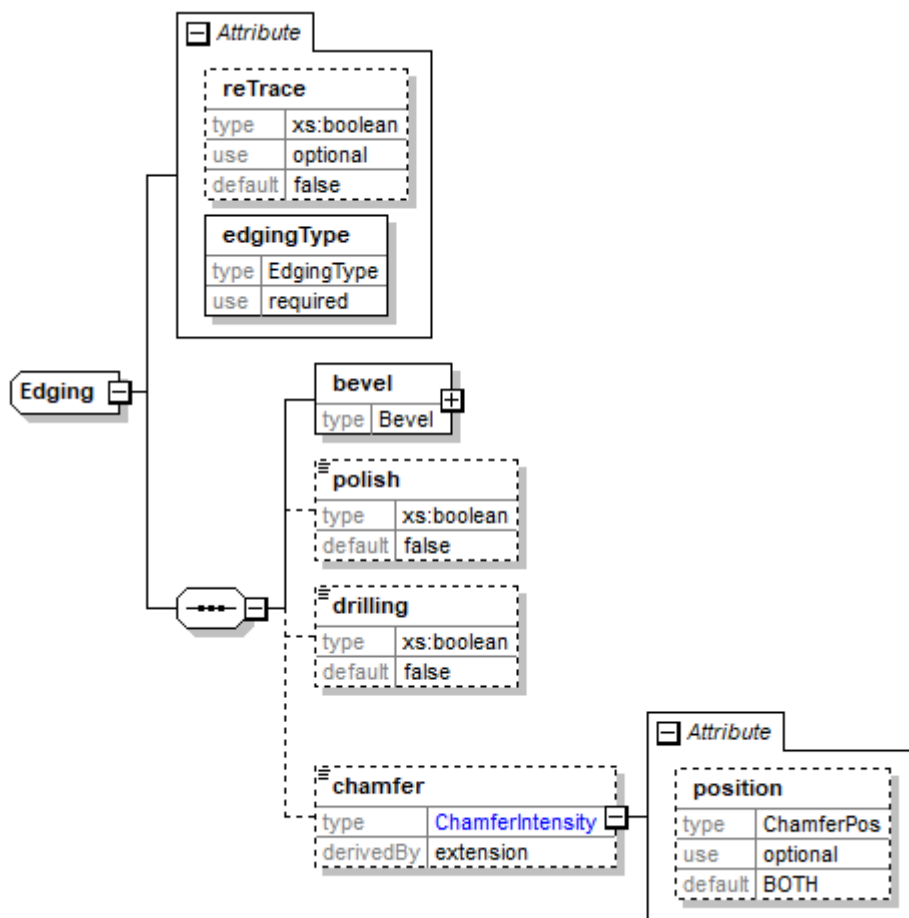 Attribute
reTrace
type xs:boolean
use optional
default false
edgingType
type EdgingType
use required
Edging
bevel
type Bevel
polish
type xs:boolean
default false
drilling
type xs:boolean
default false
Attribute
chamfer
type ChamferIntensity
derivedBy extension
position
type ChamferPos
use optional
default BOTH